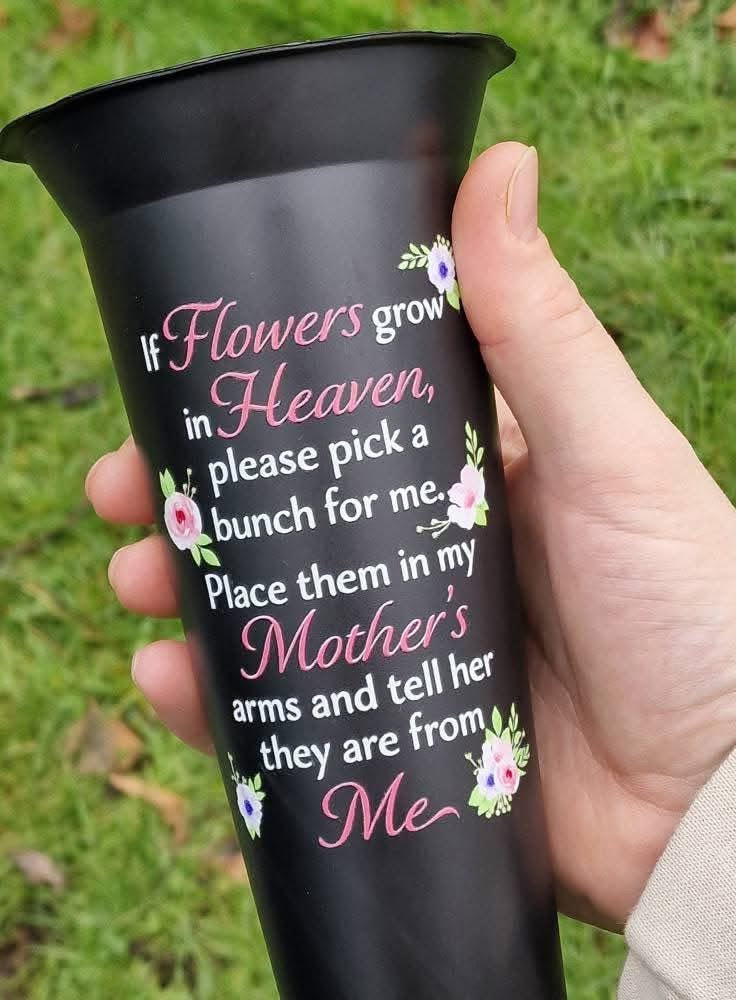 If Flowers grow
in Heaven,
please pick a
bunch for me.
Place them in my
Mother's
arms and tell her
they are from
Me